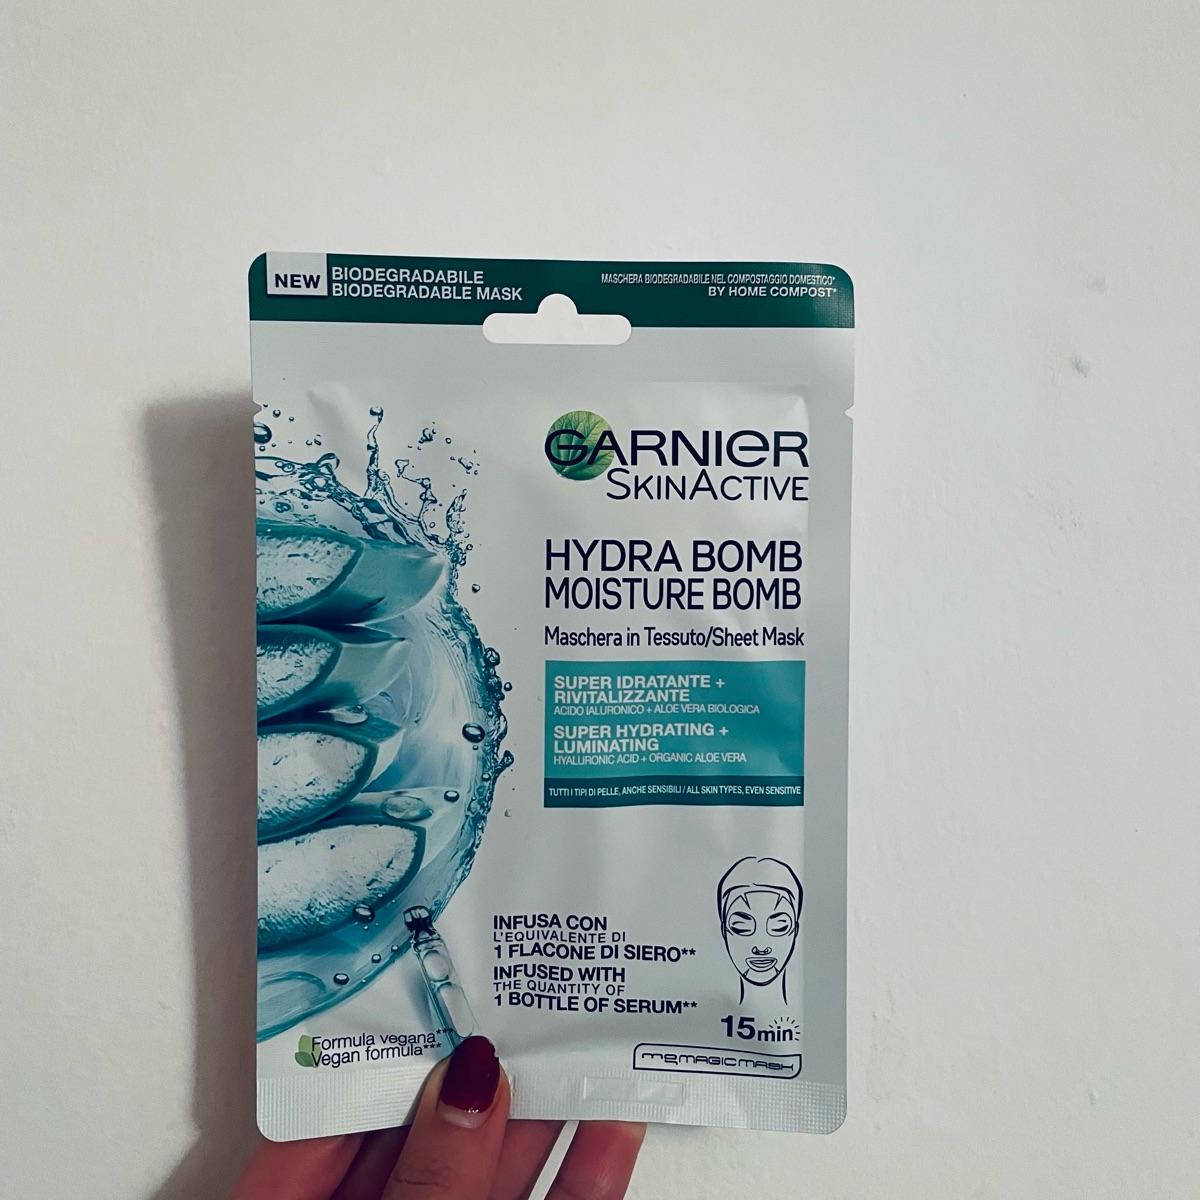 NEW
BIODEGRADABILE
BIODEGRADABLE MASK
MASCHERA BIODEGRADABILE NEL COMPOSTAGGIO DOMESTICO*
BY HOME COMPOST*
GARNIER
SKINACTIVE
HYDRA BOMB
MOISTURE BOMB
Maschera in Tessuto/Sheet Mask
SUPER IDRATANTE +
RIVITALIZZANTE
ACIDO IALURONICO + ALOE VERA BIOLOGICA
SUPER HYDRATING +
LUMINATING
HYALURONIC ACID + ORGANIC ALOE VERA
TUTTI I TIPI DI PELLE, ANCHE SENSIBILI / ALL SKIN TYPES, EVEN SENSITIVE
INFUSA CON
L'EQUIVALENTE DI
1 FLACONE DI SIERO**
INFUSED WITH
THE QUANTITY OF
1 BOTTLE OF SERUM**
15min
Formula vegana***
Vegan formula***
MAGIC MASK